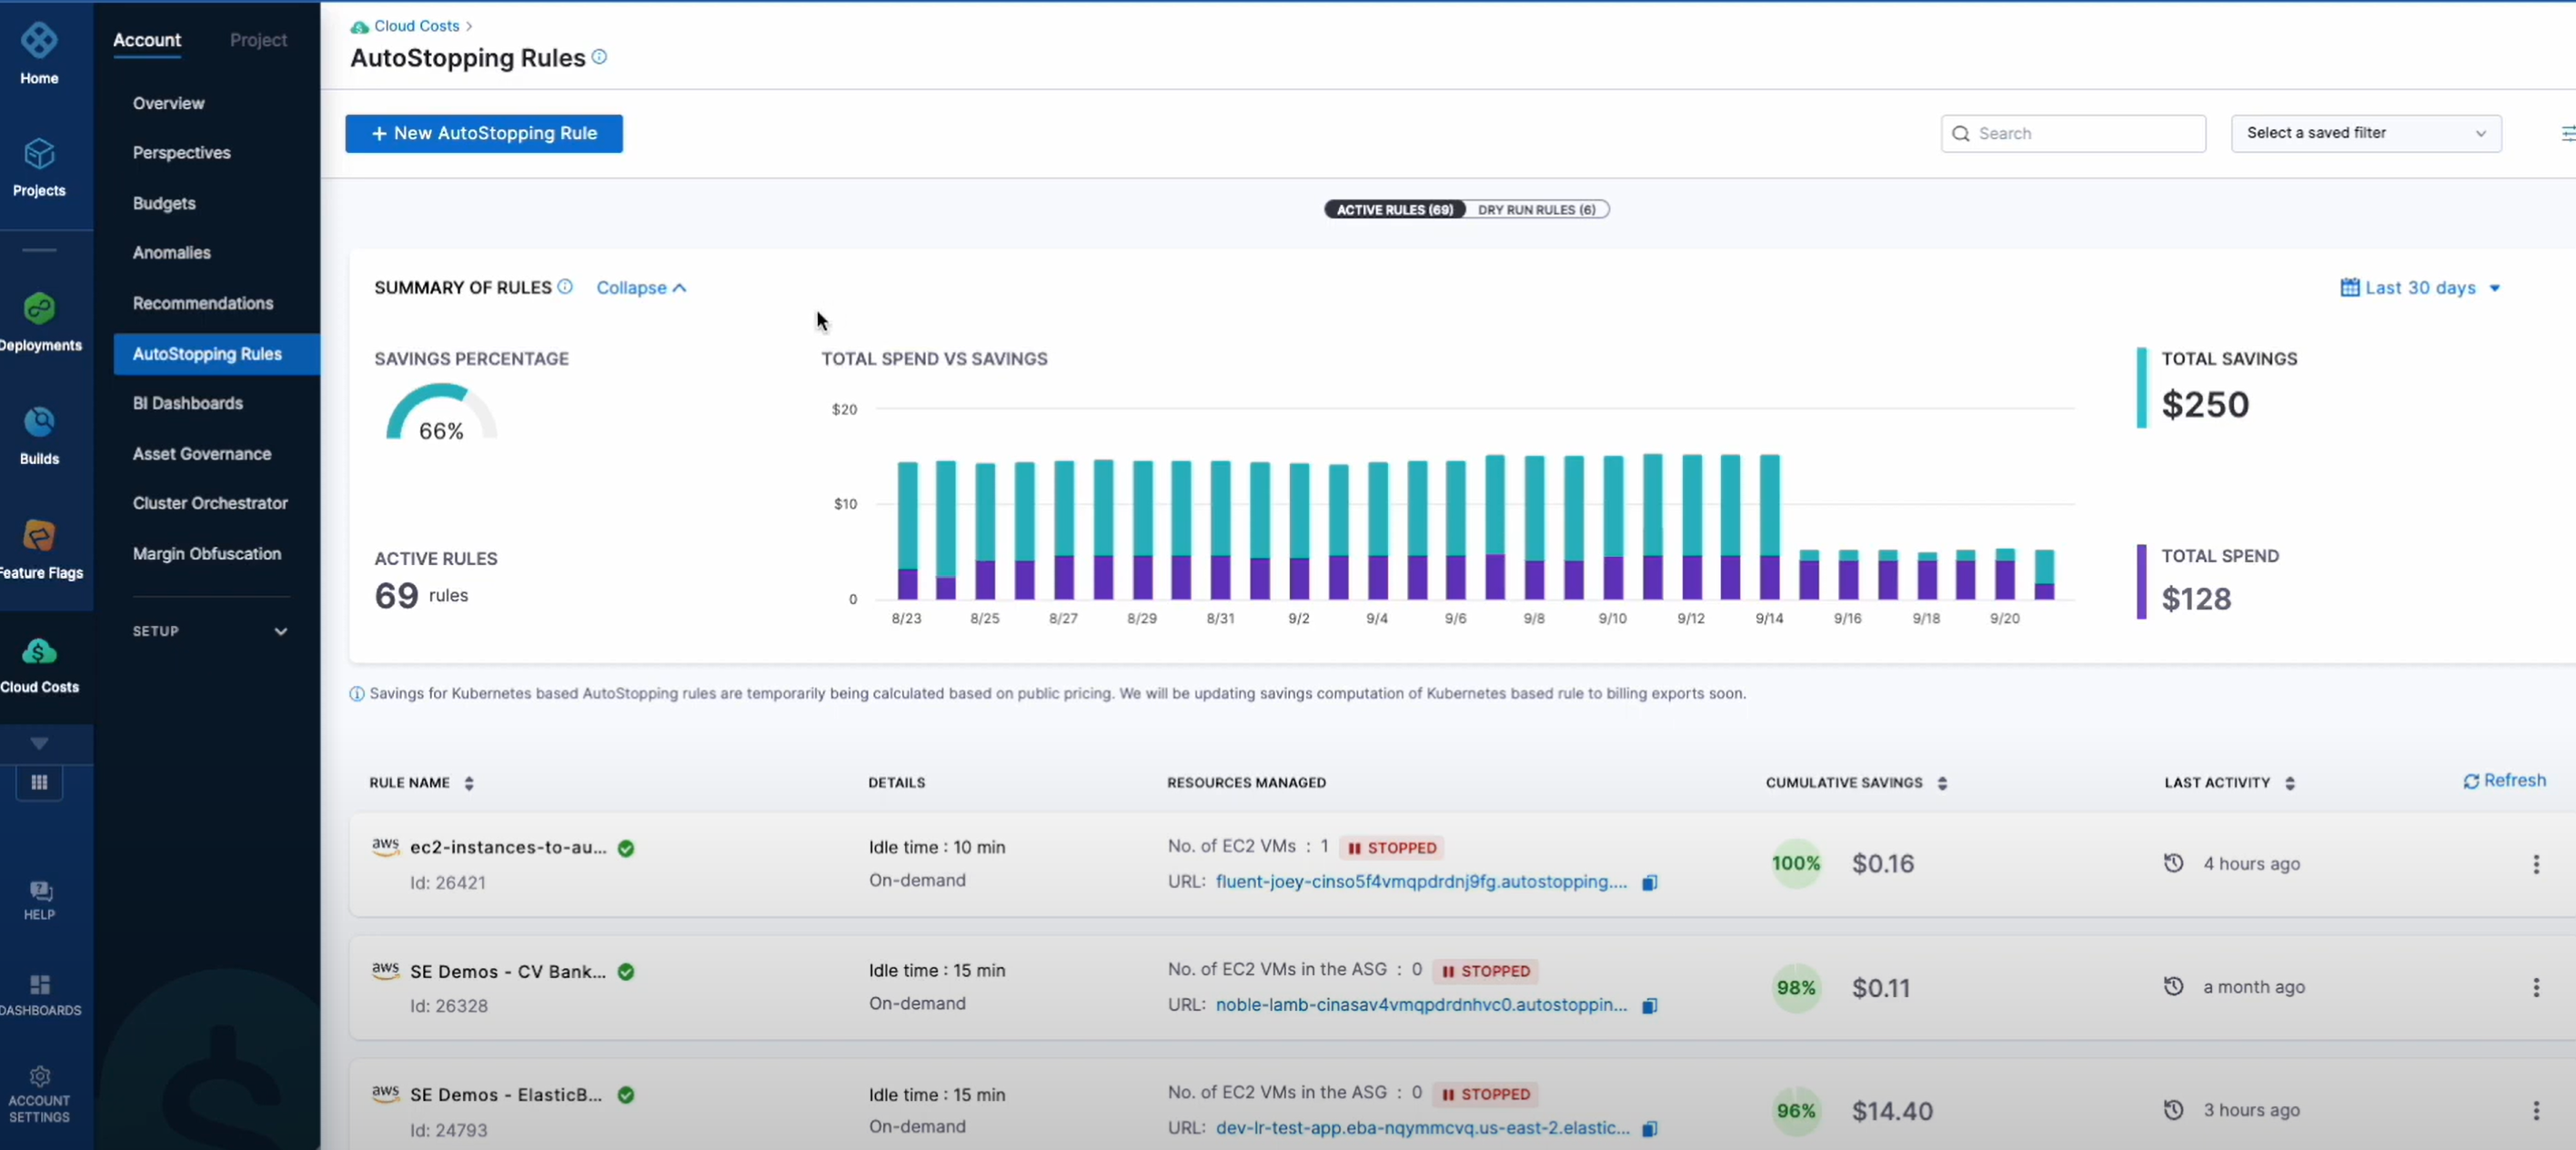 Home
Projects
Deployments
Builds
Feature Flags
Cloud Costs
HELP
DASHBOARDS
ACCOUNT
SETTINGS
Account Project
Overview
Perspectives
Budgets
Anomalies
Recommendations
AutoStopping Rules
BI Dashboards
Asset Governance
Cluster Orchestrator
Margin Obfuscation
SETUP
Cloud Costs >
AutoStopping Rules
+ New AutoStopping Rule
Search
Select a saved filter
ACTIVE RULES (69) DRY RUN RULES (6)
SUMMARY OF RULES Collapse
Last 30 days
SAVINGS PERCENTAGE
66%
ACTIVE RULES
69 rules
TOTAL SPEND VS SAVINGS
$20
$10
0
8/23 8/25 8/27 8/29 8/31 9/2 9/4 9/6 9/8 9/10 9/12 9/14 9/16 9/18 9/20
TOTAL SAVINGS
$250
TOTAL SPEND
$128
Savings for Kubernetes based AutoStopping rules are temporarily being calculated based on public pricing. We will be updating savings computation of Kubernetes based rule to billing exports soon.
RULE NAME DETAILS RESOURCES MANAGED CUMULATIVE SAVINGS LAST ACTIVITY Refresh
aws ec2-instances-to-au... Idle time : 10 min No. of EC2 VMs : 1 STOPPED 100% $0.16 4 hours ago
Id: 26421 On-demand URL: fluent-joey-cinso5f4vmqpdrdnj9fg.autostopping....
aws SE Demos - CV Bank... Idle time : 15 min No. of EC2 VMs in the ASG : 0 STOPPED 98% $0.11 a month ago
Id: 26328 On-demand URL: noble-lamb-cinasav4vmqpdrdnhvc0.autostoppin...
aws SE Demos - ElasticB... Idle time : 15 min No. of EC2 VMs in the ASG : 0 STOPPED 96% $14.40 3 hours ago
Id: 24793 On-demand URL: dev-lr-test-app.eba-nqymmcvq.us-east-2.elastic...